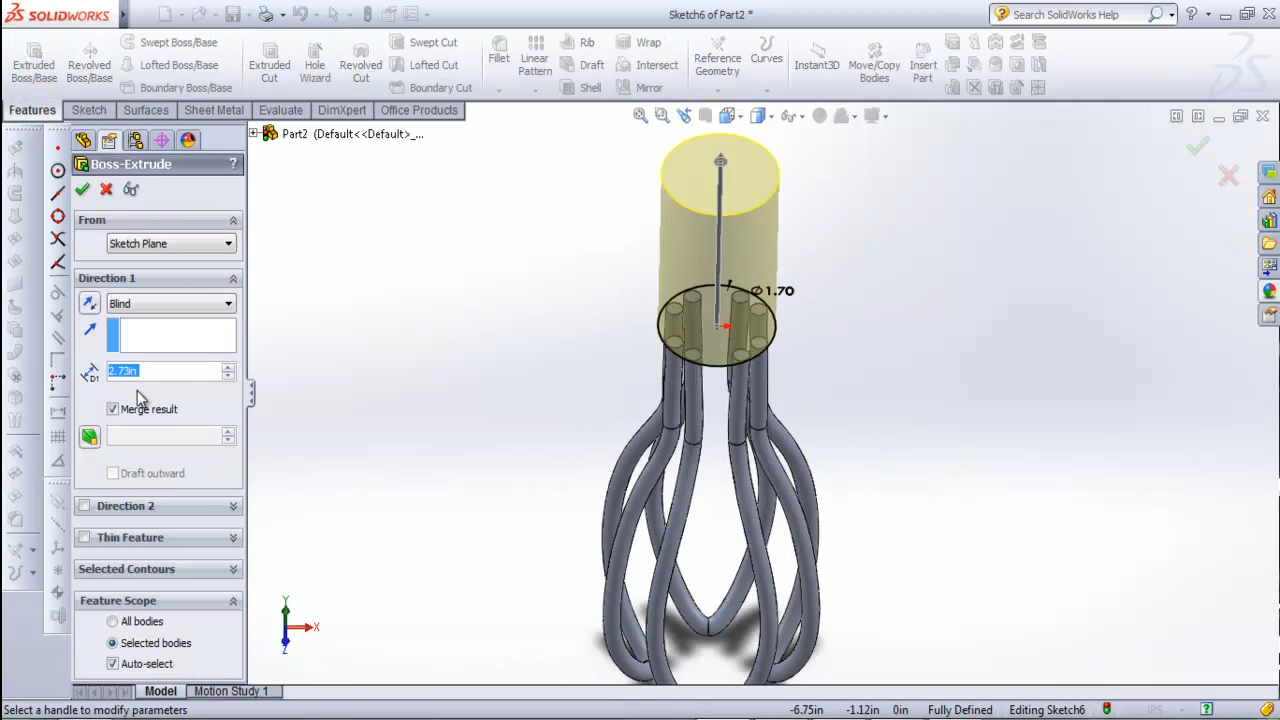 SOLIDWORKS
Sketch6 of Part2 *
Search SolidWorks Help
Extruded Boss/Base
Revolved Boss/Base
Swept Boss/Base
Lofted Boss/Base
Boundary Boss/Base
Extruded Cut
Hole Wizard
Revolved Cut
Swept Cut
Lofted Cut
Boundary Cut
Fillet
Linear Pattern
Rib
Draft
Shell
Wrap
Intersect
Mirror
Reference Geometry
Curves
Instant3D
Move/Copy Bodies
Insert Part
Features
Sketch
Surfaces
Sheet Metal
Evaluate
DimXpert
Office Products
Part2 (Default<<Default>_...
Boss-Extrude
?
From
Sketch Plane
Direction 1
Blind
D1
2.73in
Merge result
Draft outward
Direction 2
Thin Feature
Selected Contours
Feature Scope
All bodies
Selected bodies
Auto-select
Ø1.70
Y
X
Z
Model
Motion Study 1
Select a handle to modify parameters
-6.75in
-1.12in
0in
Fully Defined
Editing Sketch6